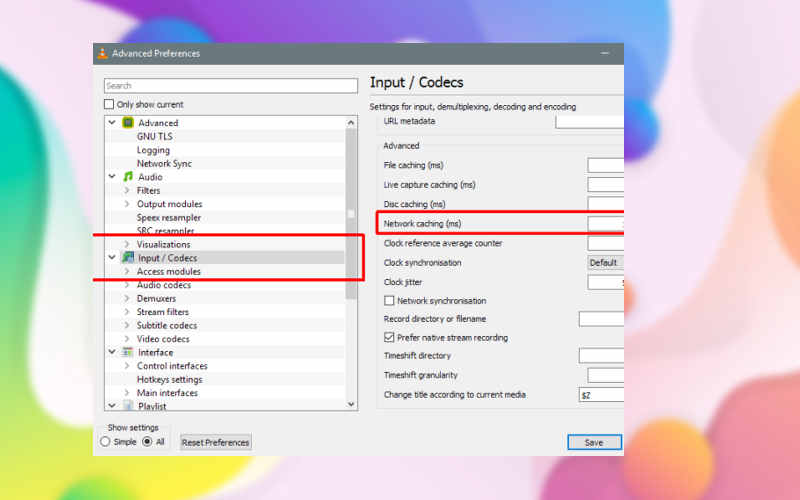 Advanced Preferences
Search
Only show current
Advanced
GNU TLS
Logging
Network Sync
Audio
Filters
Output modules
Speex resampler
SRC resampler
Visualizations
Input / Codecs
Access modules
Audio codecs
Demuxers
Stream filters
Subtitle codecs
Video codecs
Interface
Control interfaces
Hotkeys settings
Main interfaces
Playlist
Show settings
Simple
All
Reset Preferences
Input / Codecs
Settings for input, demultiplexing, decoding and encoding
URL metadata
Advanced
File caching (ms)
Live capture caching (ms)
Disc caching (ms)
Network caching (ms)
Clock reference average counter
Clock synchronisation Default
Clock jitter
Network synchronisation
Record directory or filename
Prefer native stream recording
Timeshift directory
Timeshift granularity
Change title according to current media $Z
Save